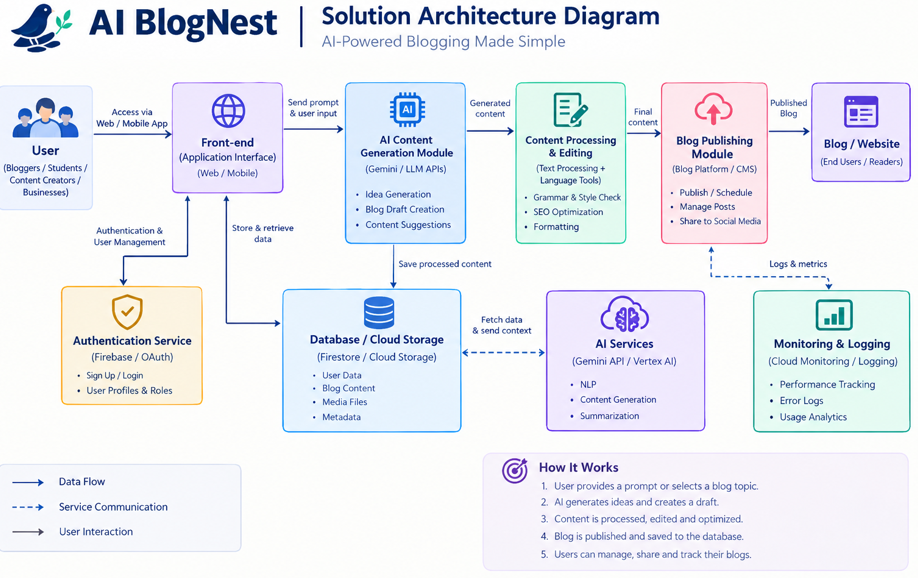 AI BlogNest
Solution Architecture Diagram
AI-Powered Blogging Made Simple
User
(Bloggers / Students /
Content Creators /
Businesses)
Access via
Web / Mobile App
Front-end
(Application Interface)
(Web / Mobile)
Send prompt
& user input
AI
AI Content
Generation Module
(Gemini / LLM APIs)
• Idea Generation
• Blog Draft Creation
• Content Suggestions
Generated
content
Content Processing
& Editing
(Text Processing +
Language Tools)
• Grammar & Style Check
• SEO Optimization
• Formatting
Final
content
Blog Publishing
Module
(Blog Platform / CMS)
• Publish / Schedule
• Manage Posts
• Share to Social Media
Published
Blog
Blog / Website
(End Users / Readers)
Authentication &
User Management
Store & retrieve
data
Save processed content
Logs & metrics
Authentication Service
(Firebase / OAuth)
• Sign Up / Login
• User Profiles & Roles
Database / Cloud Storage
(Firestore / Cloud Storage)
• User Data
• Blog Content
• Media Files
• Metadata
Fetch data
& send context
AI Services
(Gemini API / Vertex AI)
• NLP
• Content Generation
• Summarization
Monitoring & Logging
(Cloud Monitoring / Logging)
• Performance Tracking
• Error Logs
• Usage Analytics
Data Flow
Service Communication
User Interaction
How It Works
1. User provides a prompt or selects a blog topic.
2. AI generates ideas and creates a draft.
3. Content is processed, edited and optimized.
4. Blog is published and saved to the database.
5. Users can manage, share and track their blogs.